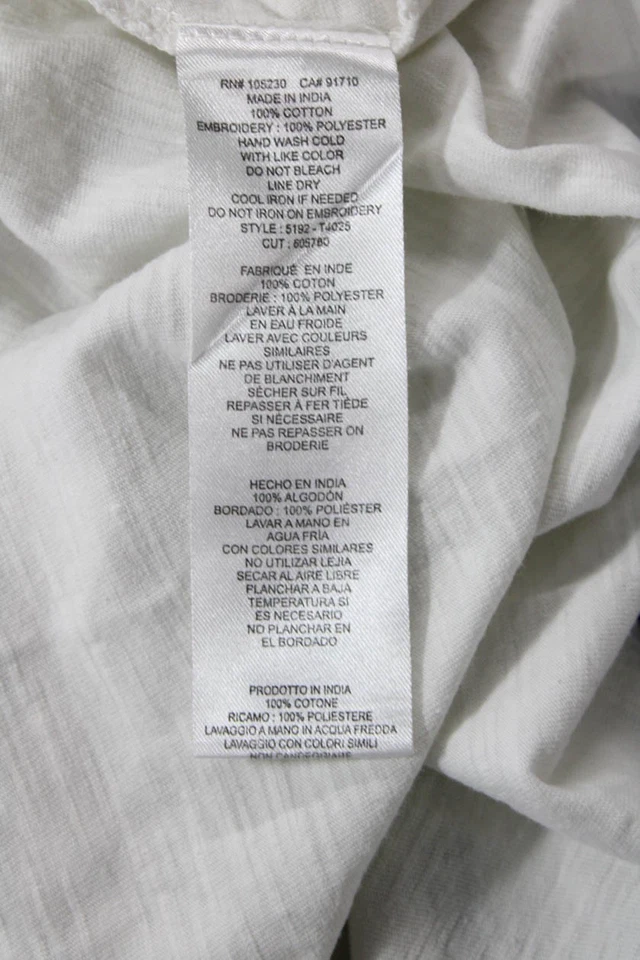 RN# 105230 CA# 91710
MADE IN INDIA
100% COTTON
EMBROIDERY : 100% POLYESTER
HAND WASH COLD
WITH LIKE COLOR
DO NOT BLEACH
LINE DRY
COOL IRON IF NEEDED
DO NOT IRON ON EMBROIDERY
STYLE : 5192 - T4025
CUT : 605760
FABRIQUÉ EN INDE
100% COTON
BRODERIE : 100% POLYESTER
LAVER À LA MAIN
EN EAU FROIDE
LAVER AVEC COULEURS
SIMILAIRES
NE PAS UTILISER D'AGENT
DE BLANCHIMENT
SÉCHER SUR FIL
REPASSER À FER TIÈDE
SI NÉCESSAIRE
NE PAS REPASSER ON
BRODERIE
HECHO EN INDIA
100% ALGODÓN
BORDADO : 100% POLIÉSTER
LAVAR A MANO EN
AGUA FRÍA
CON COLORES SIMILARES
NO UTILIZAR LEJIA
SECAR AL AIRE LIBRE
PLANCHAR A BAJA
TEMPERATURA SI
ES NECESARIO
NO PLANCHAR EN
EL BORDADO
PRODOTTO IN INDIA
100% COTONE
RICAMO : 100% POLIESTERE
LAVAGGIO A MANO IN ACQUA FREDDA
LAVAGGIO CON COLORI SIMILI
NON CANDEGGIARE